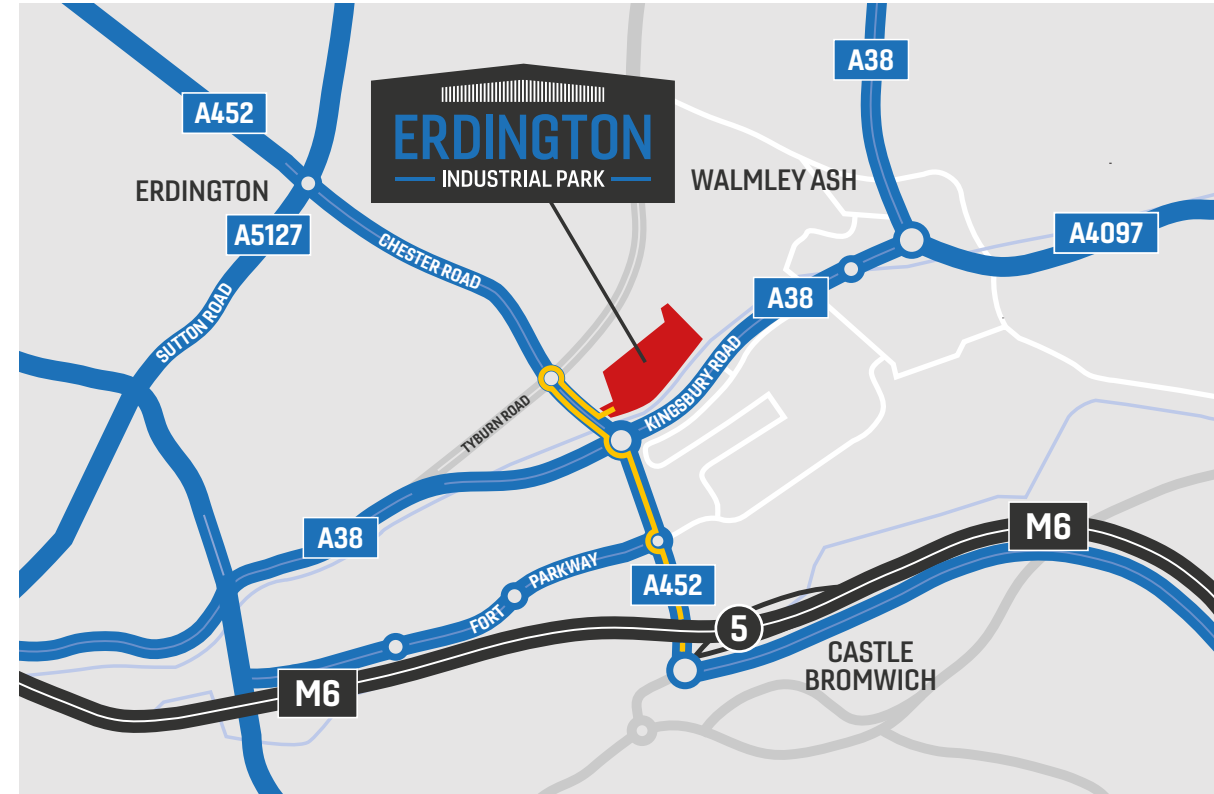 A38
A452
ERDINGTON
INDUSTRIAL PARK
ERDINGTON
WALMLEY ASH
A5127
A4097
CHESTER ROAD
A38
SUTTON ROAD
KINGSBURY ROAD
TYBURN ROAD
A38
M6
PARKWAY
FORT
A452
5
CASTLE
BROMWICH
M6